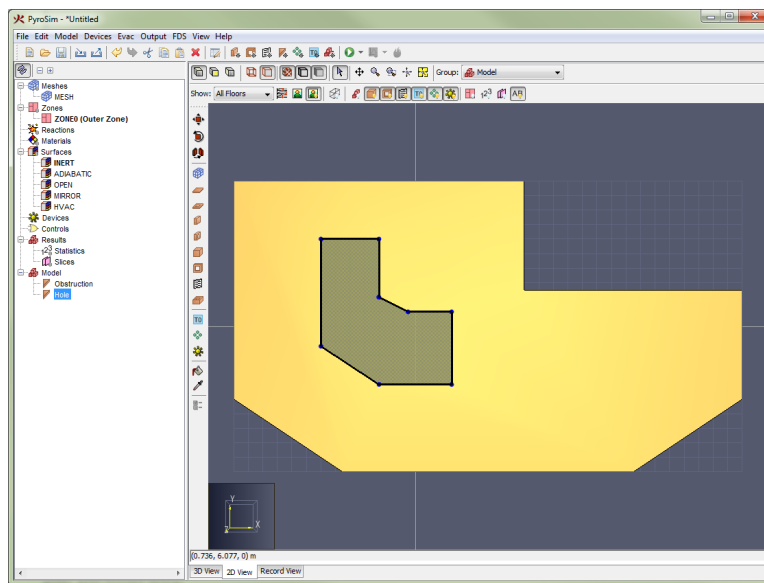 PyroSim - *Untitled
File Edit Model Devices Evac Output FDS View Help
Group: Model
Show: All Floors
AB
Meshes
MESH
Zones
ZONE0 (Outer Zone)
Reactions
Materials
Surfaces
INERT
ADIABATIC
OPEN
MIRROR
HVAC
Devices
Controls
Results
Statistics
Slices
Model
Obstruction
Hole
Y
X
Z
(0.736, 6.077, 0) m
3D View 2D View Record View